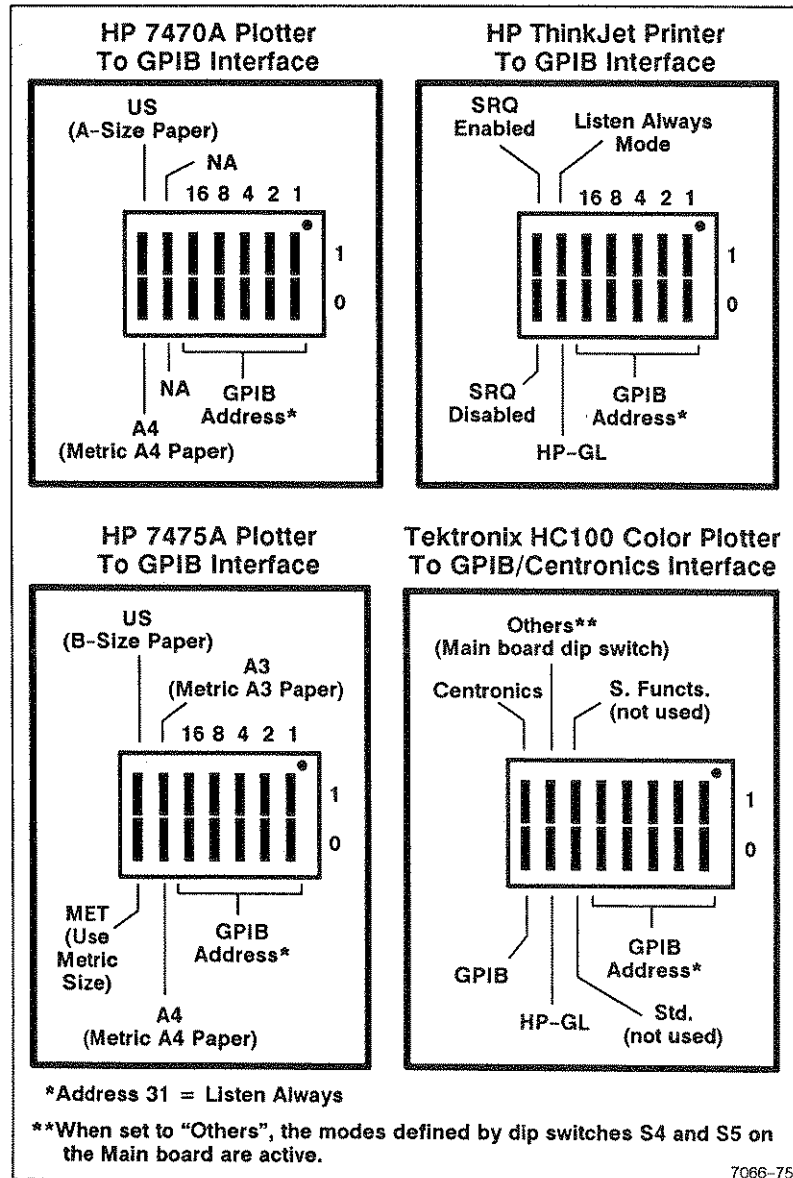 HP 7470A Plotter
To GPIB Interface
US
(A-Size Paper)
NA
16 8 4 2 1
1
0
NA
GPIB
Address*
A4
(Metric A4 Paper)
HP ThinkJet Printer
To GPIB Interface
SRQ
Enabled
Listen Always
Mode
16 8 4 2 1
1
0
SRQ
Disabled
GPIB
Address*
HP-GL
HP 7475A Plotter
To GPIB Interface
US
(B-Size Paper)
A3
(Metric A3 Paper)
16 8 4 2 1
1
0
MET
(Use
Metric
Size)
GPIB
Address*
A4
(Metric A4 Paper)
Tektronix HC100 Color Plotter
To GPIB/Centronics Interface
Others**
(Main board dip switch)
Centronics
S. Functs.
(not used)
1
0
GPIB
GPIB
Address*
HP-GL
Std.
(not used)
*Address 31 = Listen Always
**When set to "Others", the modes defined by dip switches S4 and S5 on
the Main board are active.
7066-75